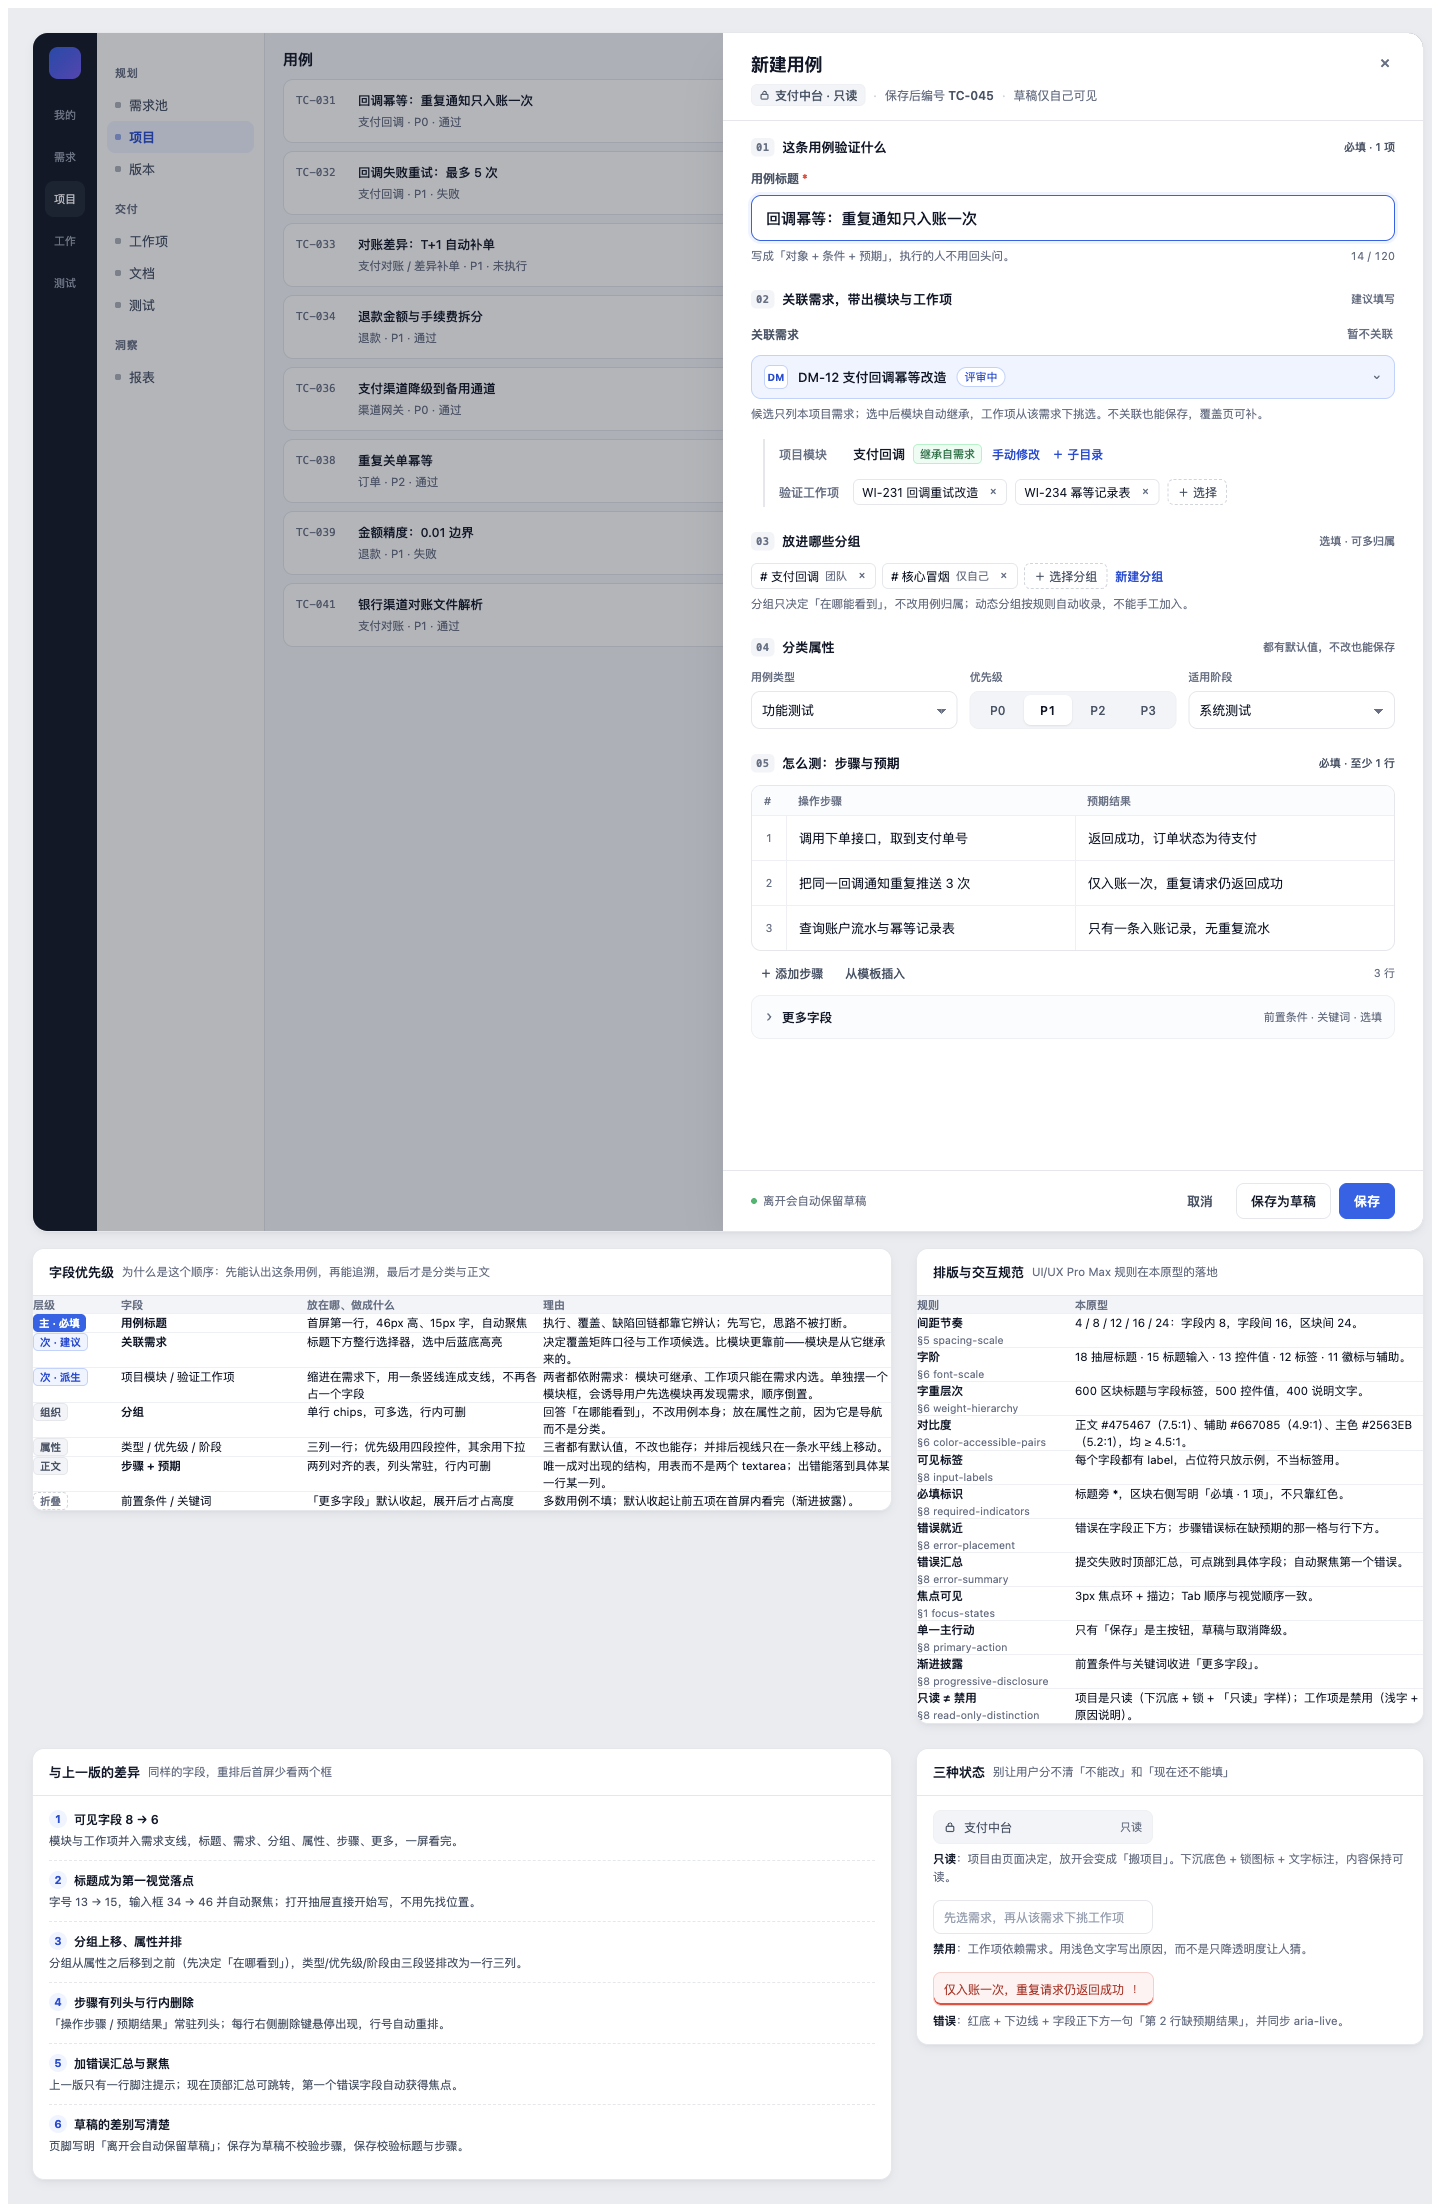 我的
需求
项目
工作
测试
规划
需求池
项目
版本
交付
工作项
文档
测试
洞察
报表
用例
TC-031 回调幂等：重复通知只入账一次
支付回调 · P0 · 通过
TC-032 回调失败重试：最多 5 次
支付回调 · P1 · 失败
TC-033 对账差异：T+1 自动补单
支付对账 / 差异补单 · P1 · 未执行
TC-034 退款金额与手续费拆分
退款 · P1 · 通过
TC-036 支付渠道降级到备用通道
渠道网关 · P0 · 通过
TC-038 重复关单幂等
订单 · P2 · 通过
TC-039 金额精度：0.01 边界
退款 · P1 · 失败
TC-041 银行渠道对账文件解析
支付对账 · P1 · 通过
新建用例 ×
支付中台 · 只读 · 保存后编号 TC-045 · 草稿仅自己可见
01 这条用例验证什么 必填 · 1 项
用例标题 *
回调幂等：重复通知只入账一次
写成「对象 + 条件 + 预期」，执行的人不用回头问。 14 / 120
02 关联需求，带出模块与工作项 建议填写
关联需求 暂不关联
DM DM-12 支付回调幂等改造 评审中
候选只列本项目需求；选中后模块自动继承，工作项从该需求下挑选。不关联也能保存，覆盖页可补。
项目模块 支付回调 继承自需求 手动修改 + 子目录
验证工作项 WI-231 回调重试改造 × WI-234 幂等记录表 × + 选择
03 放进哪些分组 选填 · 可多归属
# 支付回调 团队 × # 核心冒烟 仅自己 × + 选择分组 新建分组
分组只决定「在哪能看到」，不改用例归属；动态分组按规则自动收录，不能手工加入。
04 分类属性 都有默认值，不改也能保存
用例类型 优先级 适用阶段
功能测试 P0 P1 P2 P3 系统测试
05 怎么测：步骤与预期 必填 · 至少 1 行
# 操作步骤 预期结果
1 调用下单接口，取到支付单号 返回成功，订单状态为待支付
2 把同一回调通知重复推送 3 次 仅入账一次，重复请求仍返回成功
3 查询账户流水与幂等记录表 只有一条入账记录，无重复流水
+ 添加步骤 从模板插入 3 行
更多字段 前置条件 · 关键词 · 选填
离开会自动保留草稿 取消 保存为草稿 保存
字段优先级 为什么是这个顺序：先能认出这条用例，再能追溯，最后才是分类与正文
层级 字段 放在哪、做成什么 理由
主 · 必填 用例标题 首屏第一行，46px 高、15px 字，自动聚焦 执行、覆盖、缺陷回链都靠它辨认；先写它，思路不被打断。
次 · 建议 关联需求 标题下方整行选择器，选中后蓝底高亮 决定覆盖矩阵口径与工作项候选。比模块更靠前——模块是从它继承
来的。
次 · 派生 项目模块 / 验证工作项 缩进在需求下，用一条竖线连成支线，不再各 两者都依附需求：模块可继承、工作项只能在需求内选。单独摆一个
占一个字段 模块框，会诱导用户先选模块再发现需求，顺序倒置。
组织 分组 单行 chips，可多选，行内可删 回答「在哪能看到」，不改用例本身；放在属性之前，因为它是导航
而不是分类。
属性 类型 / 优先级 / 阶段 三列一行；优先级用四段控件，其余用下拉 三者都有默认值，不改也能存；并排后视线只在一条水平线上移动。
正文 步骤 + 预期 两列对齐的表，列头常驻，行内可删 唯一成对出现的结构，用表而不是两个 textarea；出错能落到具体某
一行某一列。
折叠 前置条件 / 关键词 「更多字段」默认收起，展开后才占高度 多数用例不填；默认收起让前五项在首屏内看完（渐进披露）。
排版与交互规范 UI/UX Pro Max 规则在本原型的落地
规则 本原型
间距节奏 4 / 8 / 12 / 16 / 24：字段内 8，字段间 16，区块间 24。
§5 spacing-scale
字阶 18 抽屉标题 · 15 标题输入 · 13 控件值 · 12 标签 · 11 徽标与辅助。
§6 font-scale
字重层次 600 区块标题与字段标签，500 控件值，400 说明文字。
§6 weight-hierarchy
对比度 正文 #475467（7.5:1）、辅助 #667085（4.9:1）、主色 #2563EB
§6 color-accessible-pairs （5.2:1），均 ≥ 4.5:1。
可见标签 每个字段都有 label，占位符只放示例，不当标签用。
§8 input-labels
必填标识 标题旁 *，区块右侧写明「必填 · 1 项」，不只靠红色。
§8 required-indicators
错误就近 错误在字段正下方；步骤错误标在缺预期的那一格与行下方。
§8 error-placement
错误汇总 提交失败时顶部汇总，可点跳到具体字段；自动聚焦第一个错误。
§8 error-summary
焦点可见 3px 焦点环 + 描边；Tab 顺序与视觉顺序一致。
§1 focus-states
单一主行动 只有「保存」是主按钮，草稿与取消降级。
§8 primary-action
渐进披露 前置条件与关键词收进「更多字段」。
§8 progressive-disclosure
只读 ≠ 禁用 项目是只读（下沉底 + 锁 + 「只读」字样）；工作项是禁用（浅字 +
§8 read-only-distinction 原因说明）。
与上一版的差异 同样的字段，重排后首屏少看两个框
1 可见字段 8 → 6
模块与工作项并入需求支线，标题、需求、分组、属性、步骤、更多，一屏看完。
2 标题成为第一视觉落点
字号 13 → 15，输入框 34 → 46 并自动聚焦；打开抽屉直接开始写，不用先找位置。
3 分组上移、属性并排
分组从属性之后移到之前（先决定「在哪看到」），类型/优先级/阶段由三段竖排改为一行三列。
4 步骤有列头与行内删除
「操作步骤 / 预期结果」常驻列头；每行右侧删除键悬停出现，行号自动重排。
5 加错误汇总与聚焦
上一版只有一行脚注提示；现在顶部汇总可跳转，第一个错误字段自动获得焦点。
6 草稿的差别写清楚
页脚写明「离开会自动保留草稿」；保存为草稿不校验步骤，保存校验标题与步骤。
三种状态 别让用户分不清「不能改」和「现在还不能填」
支付中台 只读
只读：项目由页面决定，放开会变成「搬项目」。下沉底色 + 锁图标 + 文字标注，内容保持可
读。
先选需求，再从该需求下挑工作项
禁用：工作项依赖需求。用浅色文字写出原因，而不是只降透明度让人猜。
仅入账一次，重复请求仍返回成功 !
错误：红底 + 下边线 + 字段正下方一句「第 2 行缺预期结果」，并同步 aria-live。